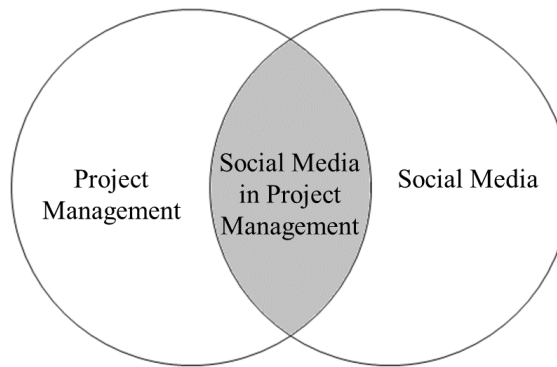 Project
Management
Social Media
in Project
Management
Social Media